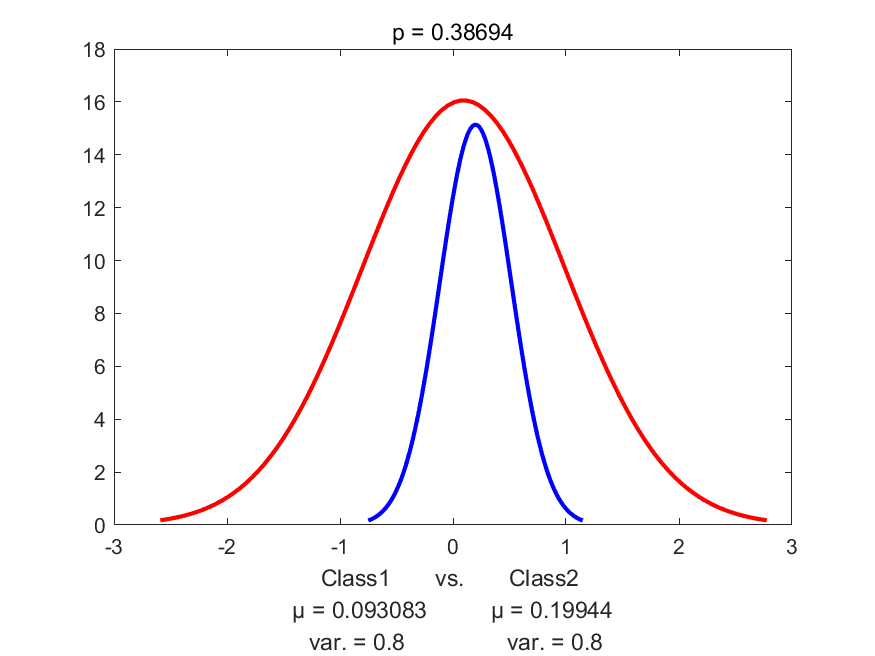 p = 0.38694
18
16
14
12
10
8
6
4
2
0
-3 -2 -1 0 1 2 3
Class1 vs. Class2
μ = 0.093083 μ = 0.19944
var. = 0.8 var. = 0.8